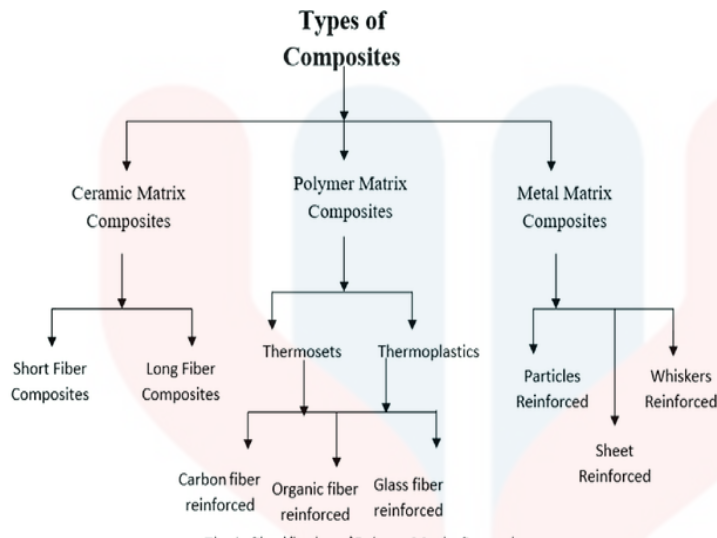 Types of
Composites
Ceramic Matrix
Composites
Polymer Matrix
Composites
Metal Matrix
Composites
Short Fiber
Composites
Long Fiber
Composites
Thermosets
Thermoplastics
Particles
Reinforced
Whiskers
Reinforced
Sheet
Reinforced
Carbon fiber
reinforced
Organic fiber
reinforced
Glass fiber
reinforced